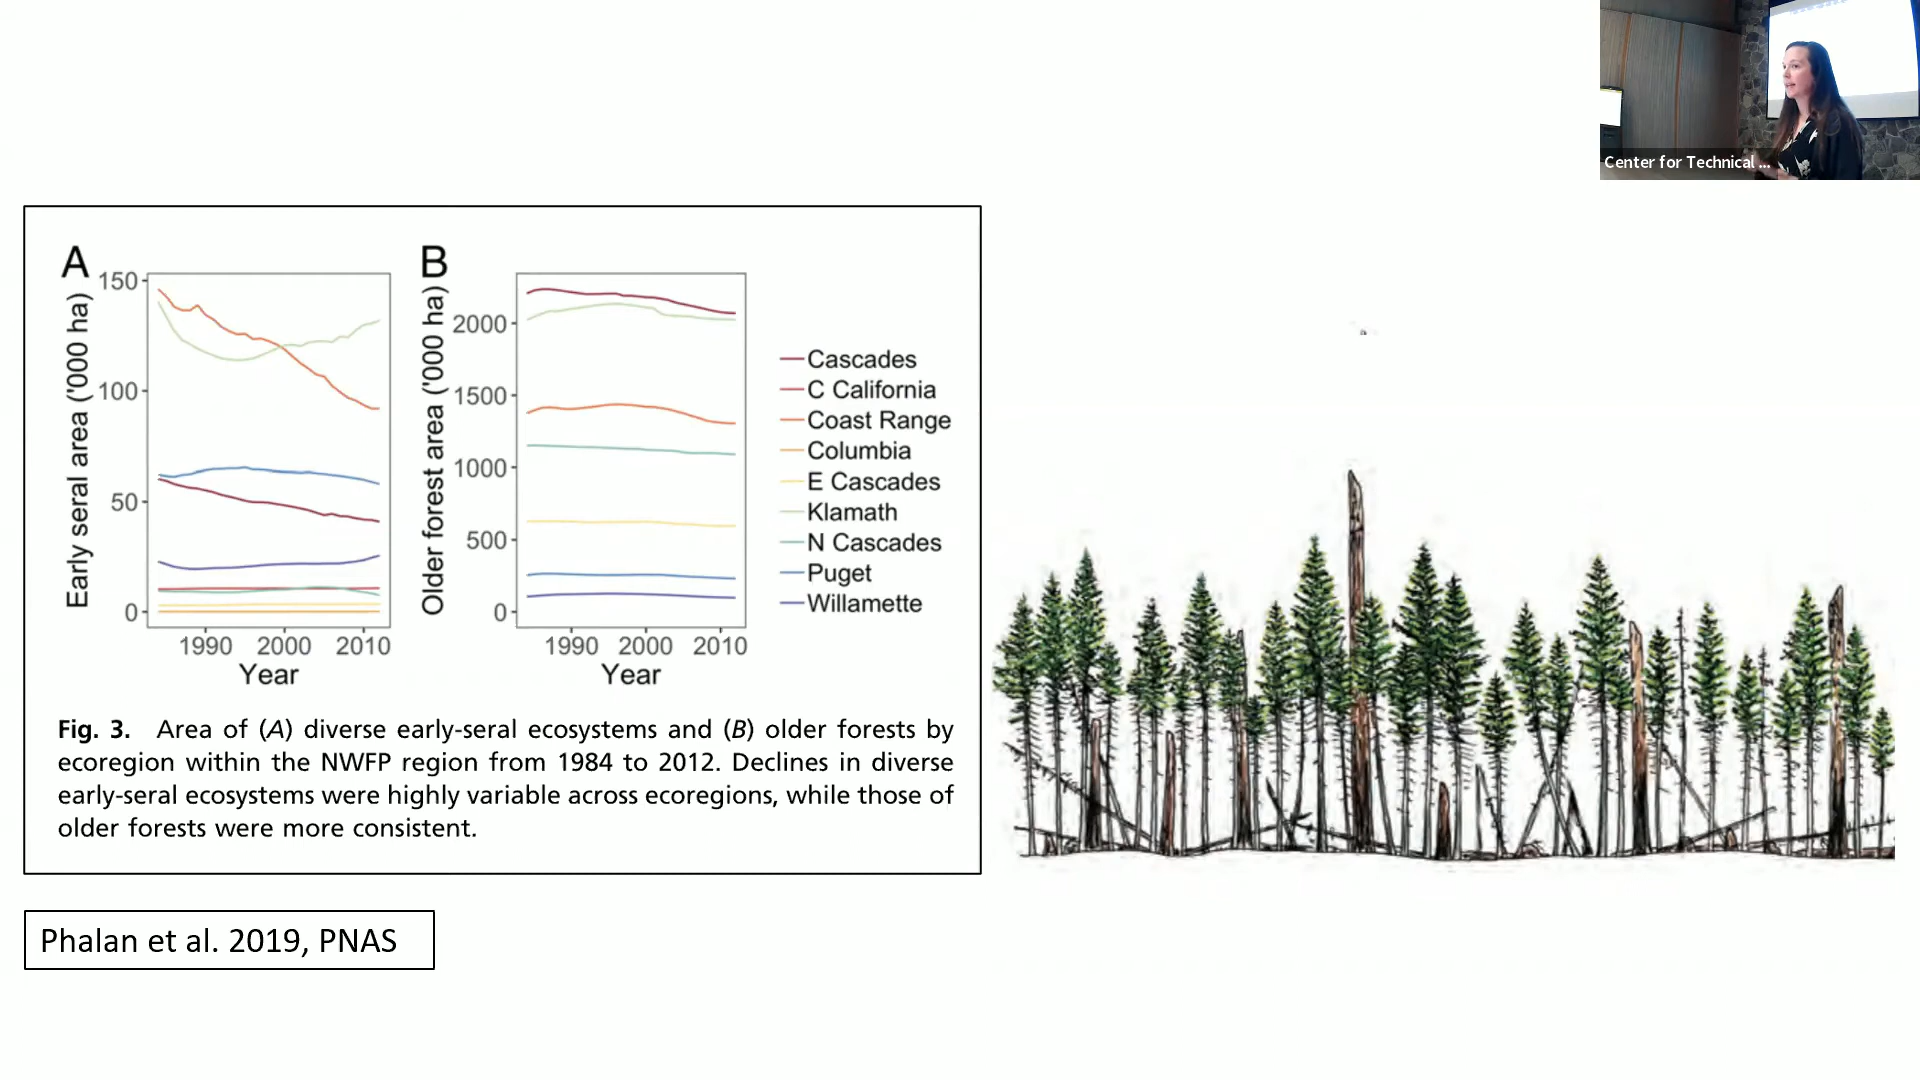 Center for Technical ...
A
Early seral area ('000 ha)
150
100
50
0
1990 2000 2010
Year
B
Older forest area ('000 ha)
2000
1500
1000
500
0
1990 2000 2010
Year
Cascades
C California
Coast Range
Columbia
E Cascades
Klamath
N Cascades
Puget
Willamette
Fig. 3. Area of (A) diverse early-seral ecosystems and (B) older forests by
ecoregion within the NWFP region from 1984 to 2012. Declines in diverse
early-seral ecosystems were highly variable across ecoregions, while those of
older forests were more consistent.
Phalan et al. 2019, PNAS